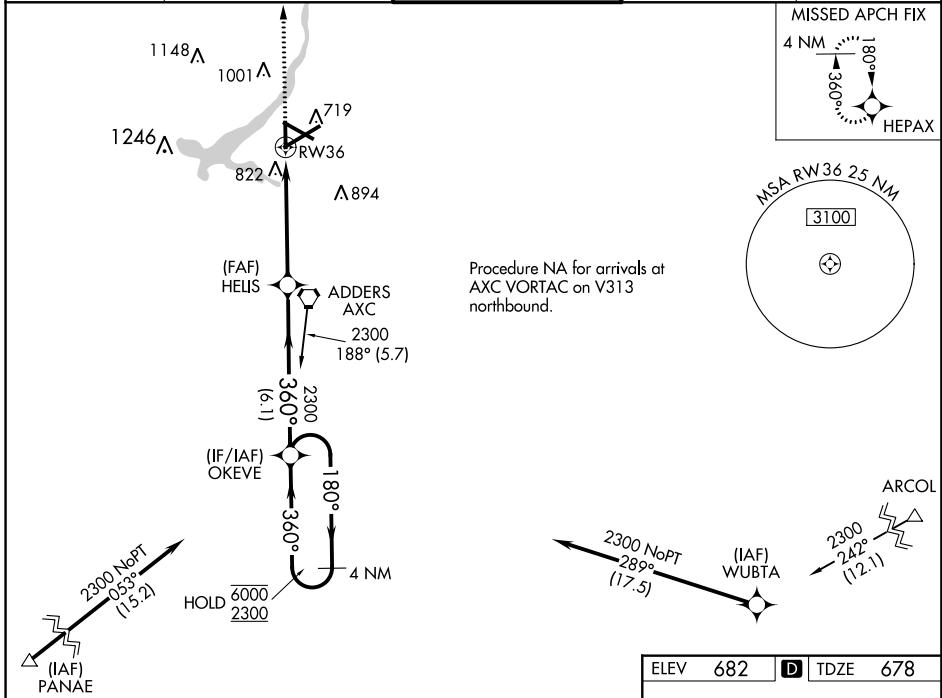 MISSED APCH FIX
4 NM
180°
360°
HEPAX
1148
1001
719
1246
RW36
822
894
MSA RW36 25 NM
3100
(FAF)
HELIS
ADDERS
AXC
2300
188° (5.7)
Procedure NA for arrivals at
AXC VORTAC on V313
northbound.
2300
360°
(6.1)
(IF/IAF)
OKEVE
180°
360°
4 NM
HOLD 6000
2300
2300 NoPT
053°
(15.2)
(IAF)
PANAE
2300 NoPT
289°
(17.5)
(IAF)
WUBTA
ARCOL
2300
242°
(12.1)
ELEV 682 D TDZE 678